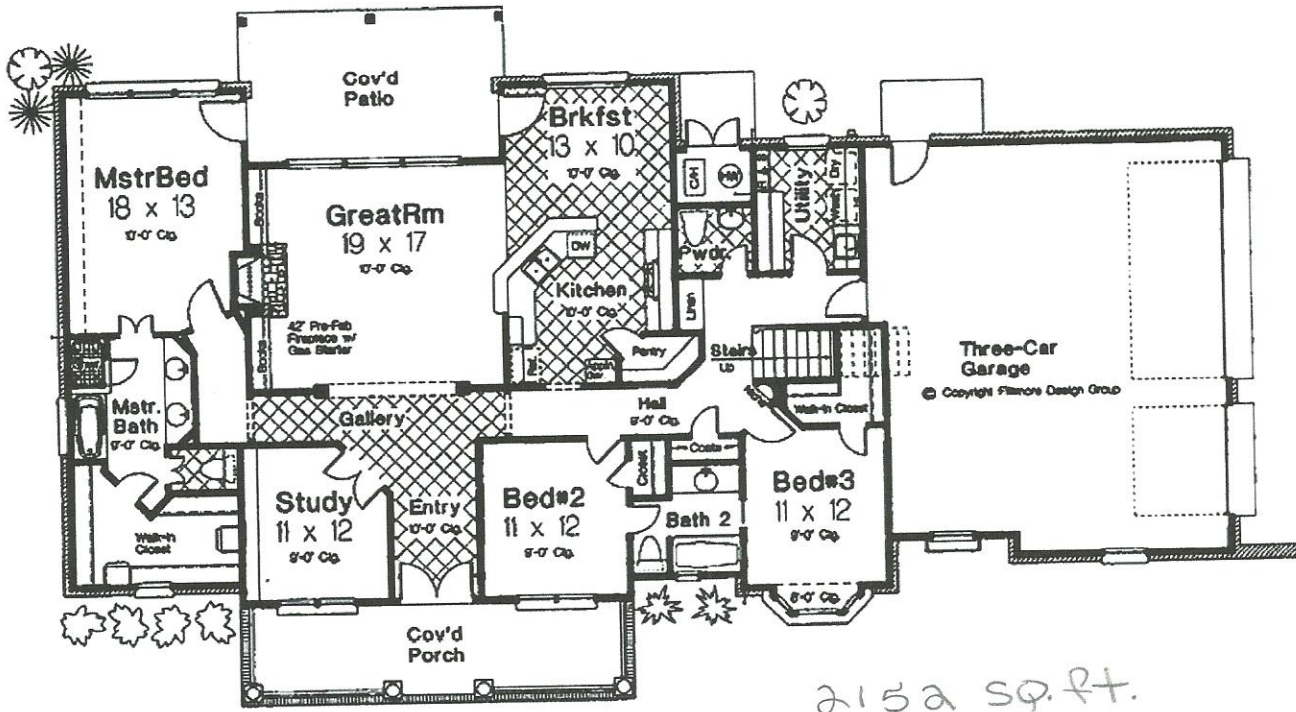 Cov'd
Patio
Brkfst
13 x 10
10'-0" Clg.
MstrBed
18 x 13
10'-0" Clg.
Books
GreatRm
19 x 17
10'-0" Clg.
42" Pre-Fab
Fireplace w/
Gas Starter
Books
DW
Kitchen
10'-0" Clg.
Ref.
Pantry
CAH
HW
Pwdr.
Linen
Utility
Dry
Wash
Stairs
Up
Three-Car
Garage
© Copyright Fillmore Design Group
Mstr.
Bath
9'-0" Clg.
Gallery
Hall
9'-0" Clg.
Walk-In Closet
Coats
Closet
Study
11 x 12
9'-0" Clg.
Entry
10'-0" Clg.
Bed#2
11 x 12
9'-0" Clg.
Bath 2
Bed#3
11 x 12
9'-0" Clg.
8'-0" Clg.
Walk-In
Closet
Cov'd
Porch
2152 SQ.ft.